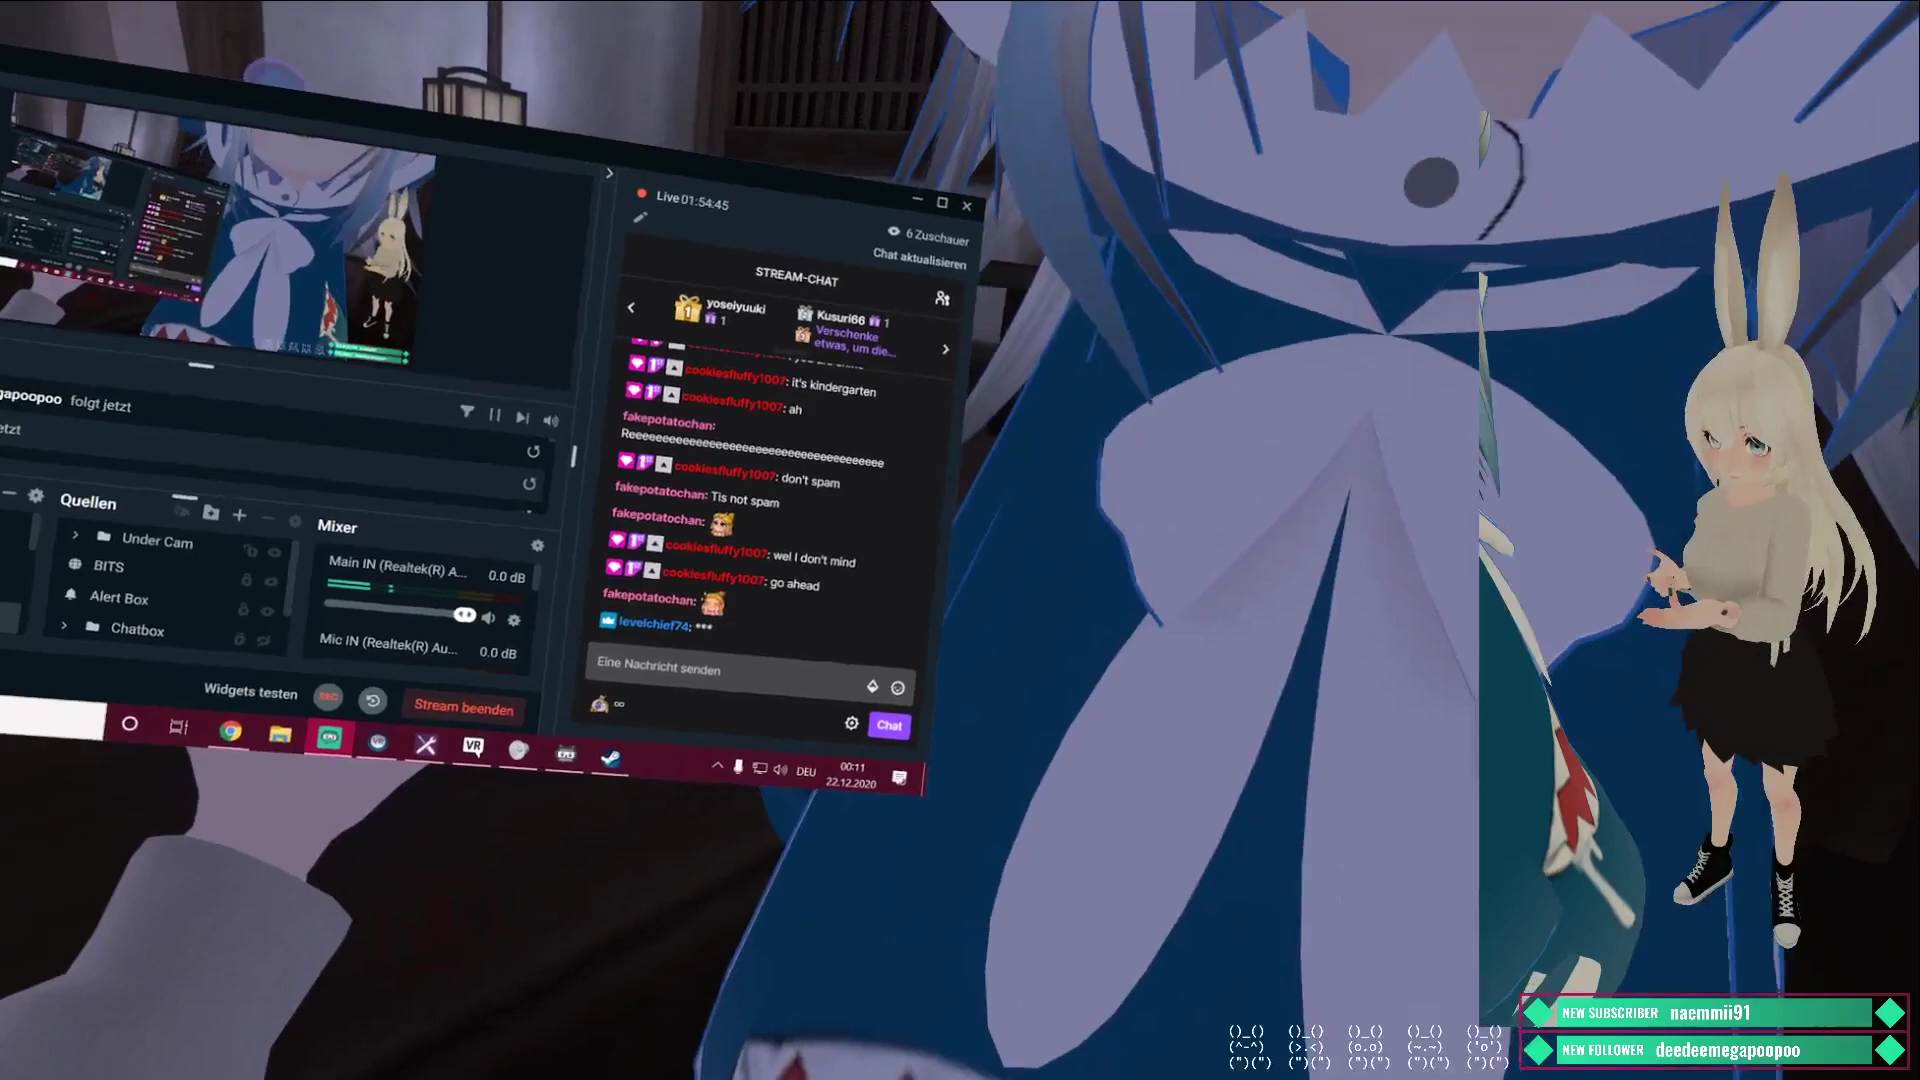 Live 01:54:45
6 Zuschauer
Chat aktualisieren
STREAM-CHAT
yoseiyuuki
1
Kusuri66 1
Verschenke
etwas, um die...
cookiesfluffy1007: it's kindergarten
cookiesfluffy1007: ah
fakepotatochan:
cookiesfluffy1007: don't spam
fakepotatochan: Tis not spam
fakepotatochan:
cookiesfluffy1007: wel I don't mind
cookiesfluffy1007: go ahead
fakepotatochan:
levelchief74: ***
Eine Nachricht senden
∞
Chat
gapoopoo folgt jetzt
etzt
Quellen
Under Cam
BITS
Alert Box
Chatbox
Mixer
Main IN (Realtek(R) A... 0.0 dB
Mic IN (Realtek(R) Au... 0.0 dB
Widgets testen
REC
Stream beenden
VR
DEU
00:11
22.12.2020
()_() ()_() ()_() ()_() ()_()
(^-^) (>.<) (o.o) (~.~) ('o')
(")(") (")(") (")(") (")(") (")(")
NEW SUBSCRIBER naemmii91
NEW FOLLOWER deedeemegapoopoo